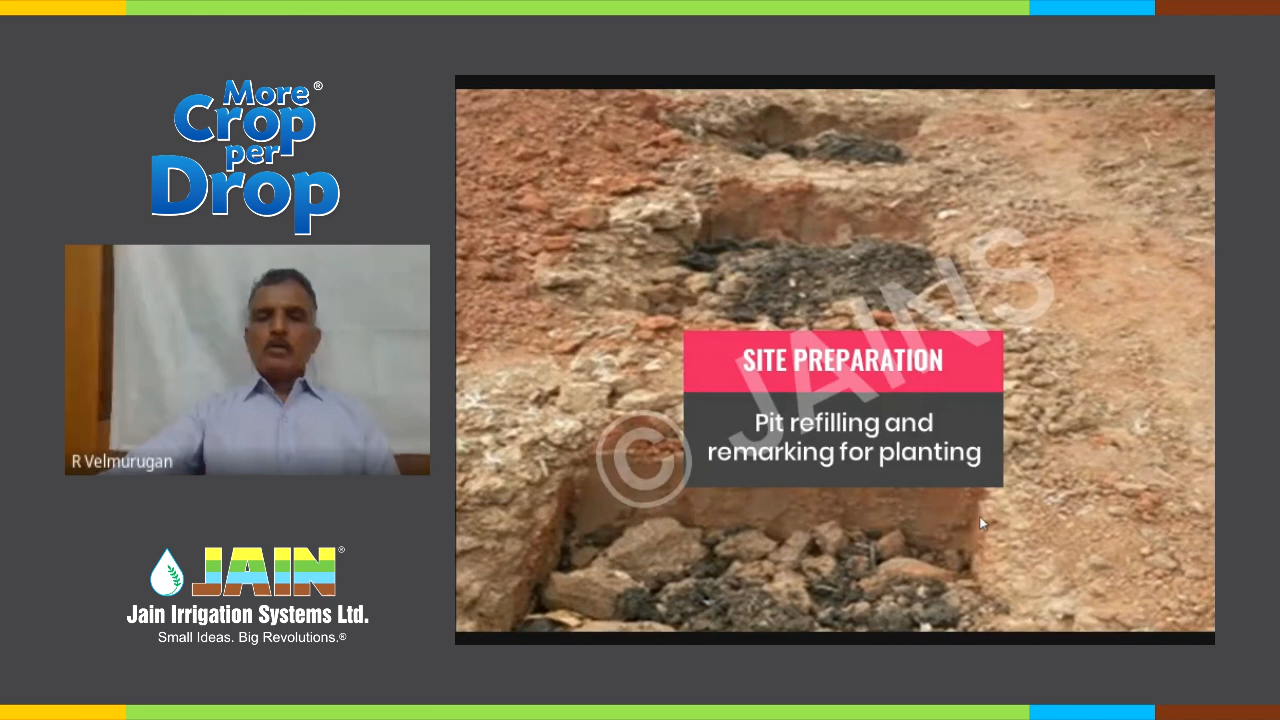 More®
Crop
per
Drop
R Velmurugan
JAIN®
Jain Irrigation Systems Ltd.
Small Ideas. Big Revolutions.®
© JAINS
SITE PREPARATION
Pit refilling and
remarking for planting